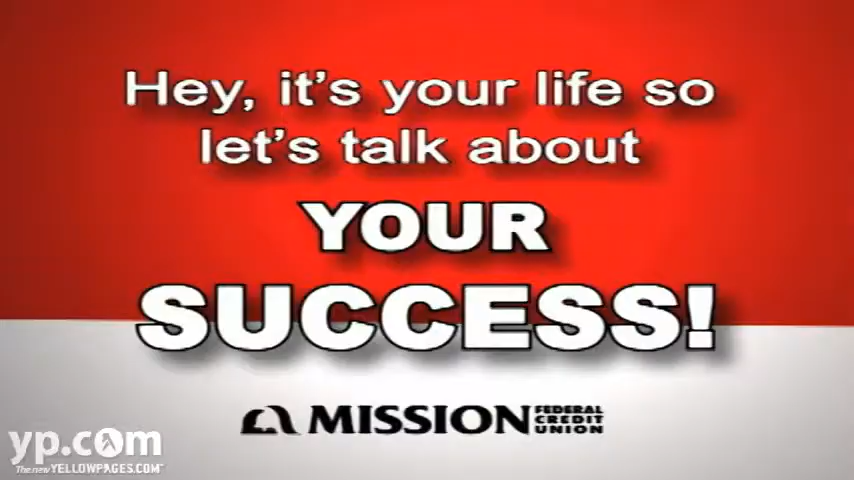 Hey, it's your life so
let's talk about
YOUR
SUCCESS!
MISSION FEDERAL CREDIT UNION
yp.com
The new YELLOWPAGES.COM